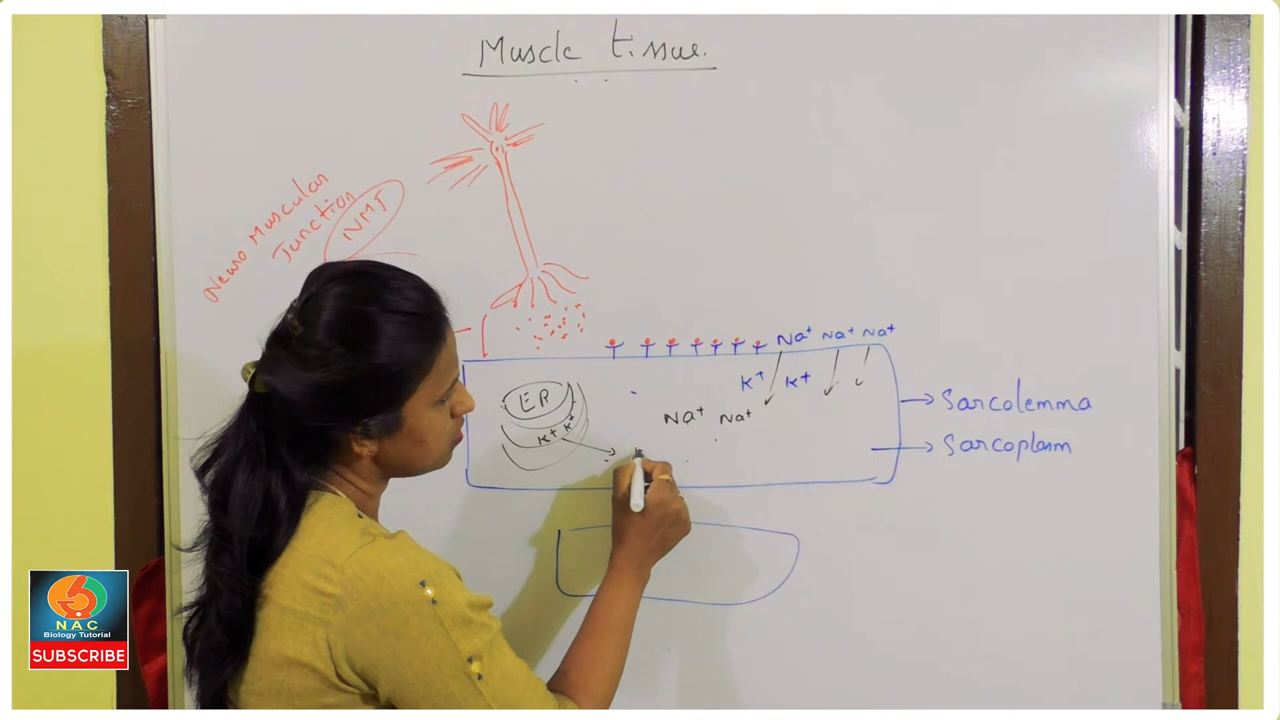 Muscle tissue.
Neuro Muscular
Junction
NMJ
Na+ Na+ Na+
K+ K+
ER
Na+ Na+
K+ K+
Sarcolemma
Sarcoplasm
NAC
Biology Tutorial
SUBSCRIBE